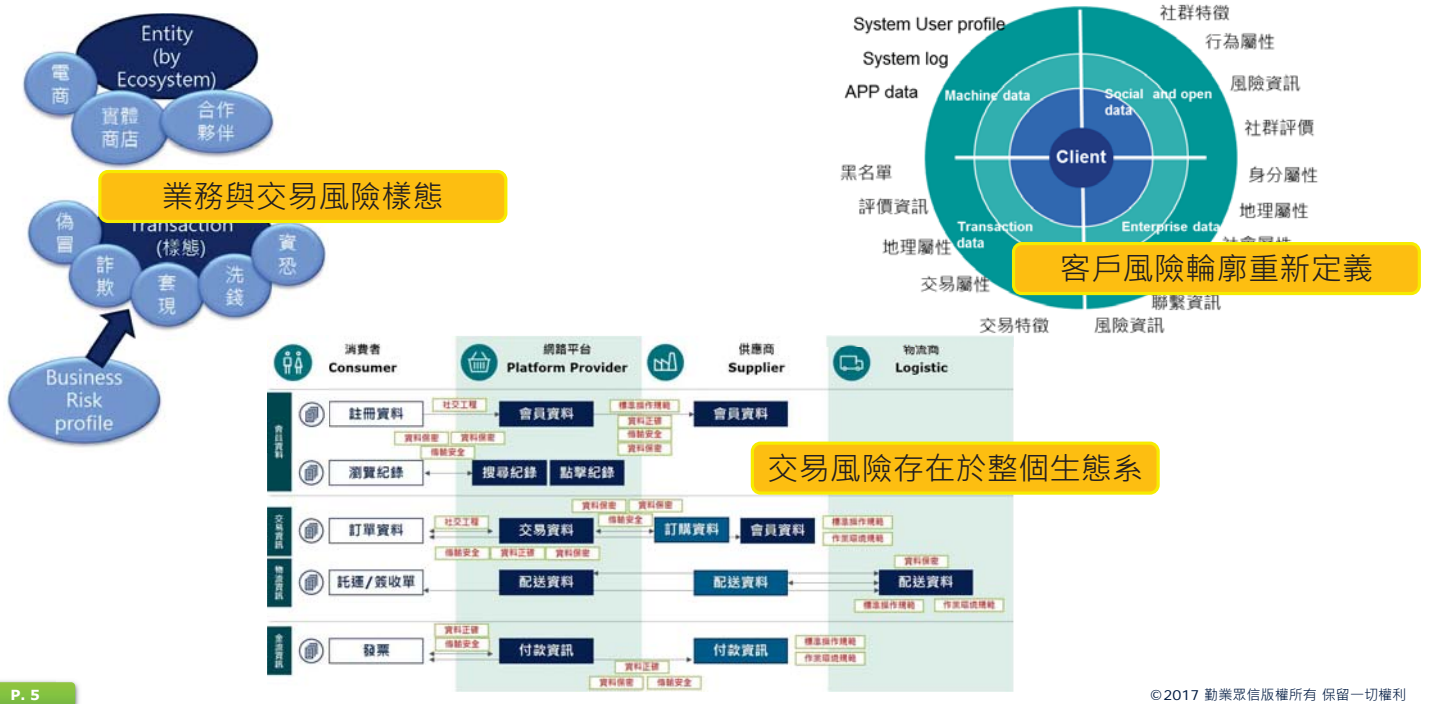 Entity
(by
Ecosystem)
電
商
實體
商店
合作
夥伴
業務與交易風險樣態
Transaction
(樣態)
偽
冒
詐
欺
套
現
洗
錢
資
恐
Business
Risk
profile
System User profile
System log
APP data
Machine data
Social and open
data
Client
Transaction
data
Enterprise data
社群特徵
行為屬性
風險資訊
社群評價
身分屬性
地理屬性
黑名單
評價資訊
地理屬性
交易屬性
交易特徵
風險資訊
聯繫資訊
客戶風險輪廓重新定義
消費者
Consumer
網路平台
Platform Provider
供應商
Supplier
物流商
Logistic
會員資料
註冊資料
社交工程
會員資料
標準操作規範
資料正確
傳輸安全
資料保密
會員資料
資料保密
資料保密
傳輸安全
瀏覽紀錄
搜尋紀錄
點擊紀錄
交易風險存在於整個生態系
交易資訊
資料保密
資料保密
訂單資料
社交工程
交易資料
傳輸安全
訂購資料
會員資料
標準操作規範
作業環境規範
傳輸安全
資料正確
資料保密
物流資訊
資料保密
託運/簽收單
配送資料
配送資料
配送資料
標準操作規範
作業環境規範
金流資訊
資料正確
傳輸安全
發票
付款資訊
付款資訊
標準操作規範
作業環境規範
資料正確
資料保密
傳輸安全
P. 5
©2017 勤業眾信版權所有 保留一切權利